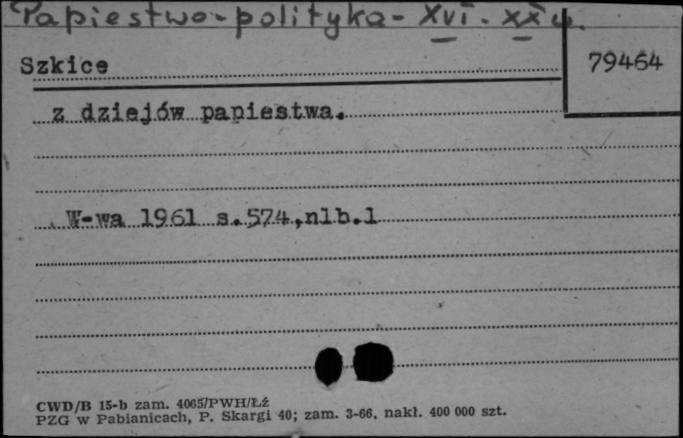 Papiestwo-polityka-XVI-XX w.
Szkice
79464
z dziejów papiestwa.
W-wa 1961 s.574,nlb.1
CWD/B 15-b zam. 4065/PWH/Łź
PZG w Pabianicach, P. Skargi 40; zam. 3-66, nakł. 400 000 szt.